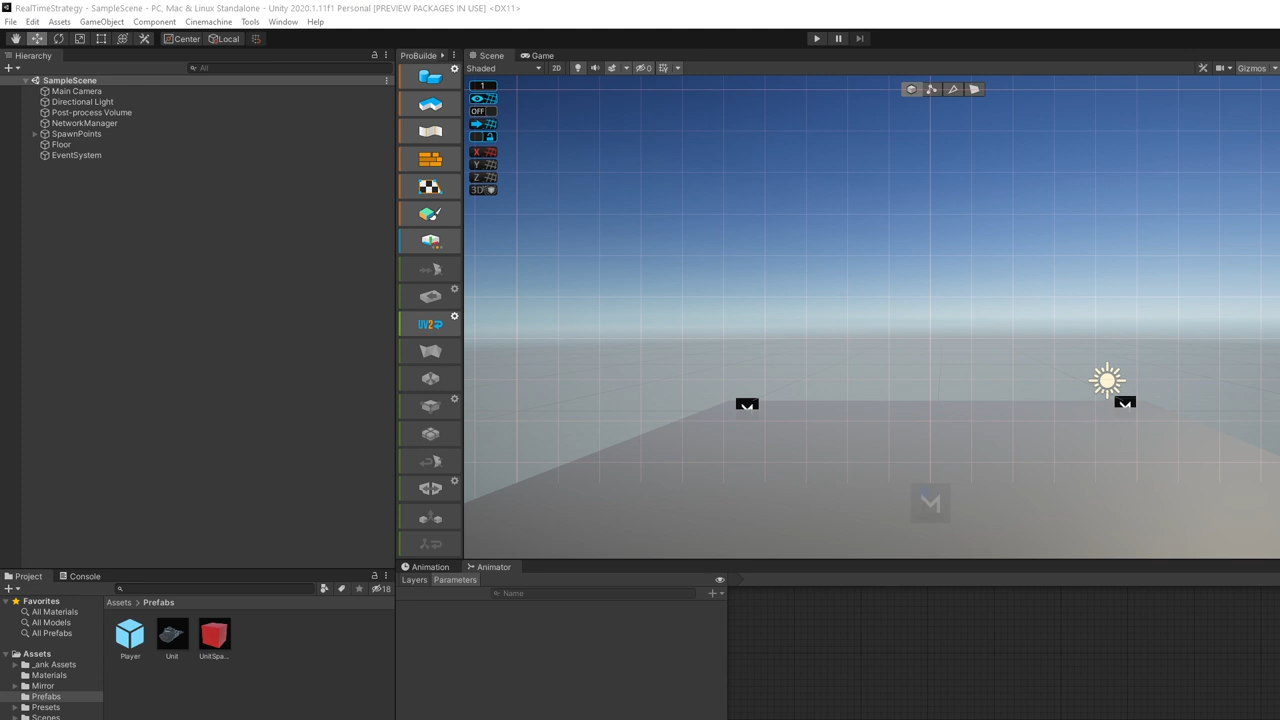 RealTimeStrategy - SampleScene - PC, Mac & Linux Standalone - Unity 2020.1.11f1 Personal [PREVIEW PACKAGES IN USE] <DX11>
File Edit Assets GameObject Component Cinemachine Tools Window Help
Center Local
Hierarchy
All
SampleScene
Main Camera
Directional Light
Post-process Volume
NetworkManager
SpawnPoints
Floor
EventSystem
ProBuilde
UV2
Scene Game
Shaded 2D 0 Gizmos
1
OFF
X
Y
Z
3D
Project Console
18
Favorites
All Materials
All Models
All Prefabs
Assets
_ank Assets
Materials
Mirror
Prefabs
Presets
Scenes
Assets > Prefabs
Player Unit UnitSpa...
Animation Animator
Layers Parameters
Name